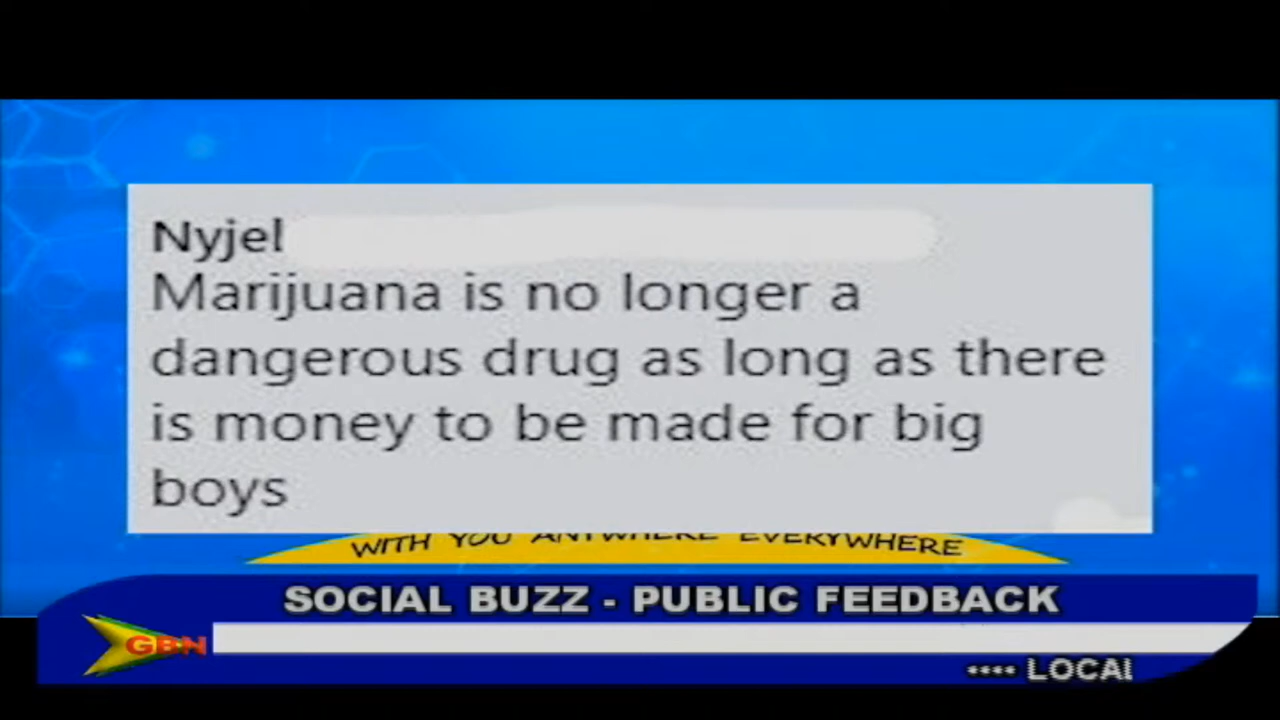 Nyjel
Marijuana is no longer a
dangerous drug as long as there
is money to be made for big
boys
WITH YOU ANYWHERE EVERYWHERE
SOCIAL BUZZ - PUBLIC FEEDBACK
GBN
**** LOCAL